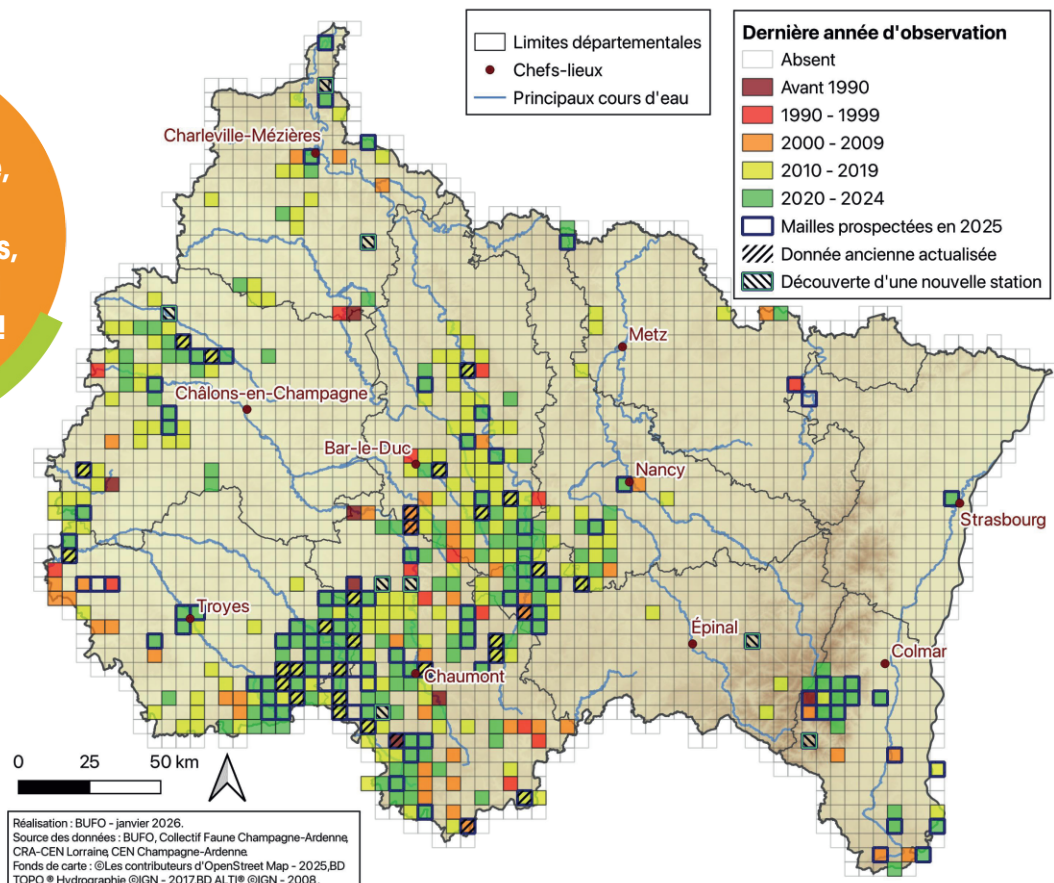 e,
s,
!
Limites départementales
Chefs-lieux
Principaux cours d'eau
Dernière année d'observation
Absent
Avant 1990
1990 - 1999
2000 - 2009
2010 - 2019
2020 - 2024
Mailles prospectées en 2025
Donnée ancienne actualisée
Découverte d'une nouvelle station
Charleville-Mézières
Metz
Châlons-en-Champagne
Bar-le-Duc
Nancy
Strasbourg
Troyes
Épinal
Colmar
Chaumont
0 25 50 km
Réalisation : BUFO - janvier 2026.
Source des données : BUFO, Collectif Faune Champagne-Ardenne,
CRA-CEN Lorraine, CEN Champagne-Ardenne.
Fonds de carte : ©Les contributeurs d'OpenStreet Map - 2025,BD
TOPO ® Hydrographie ©IGN - 2017,BD ALTI® ©IGN - 2008.